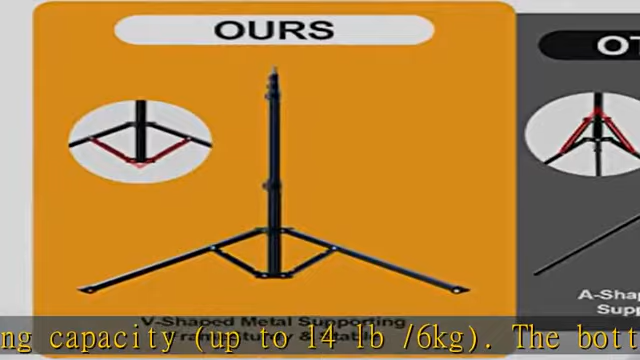 OURS
OT
V-Shaped Metal Supporting
A-Shap
Supp
ng capacity (up to 14 lb /6kg). The bott